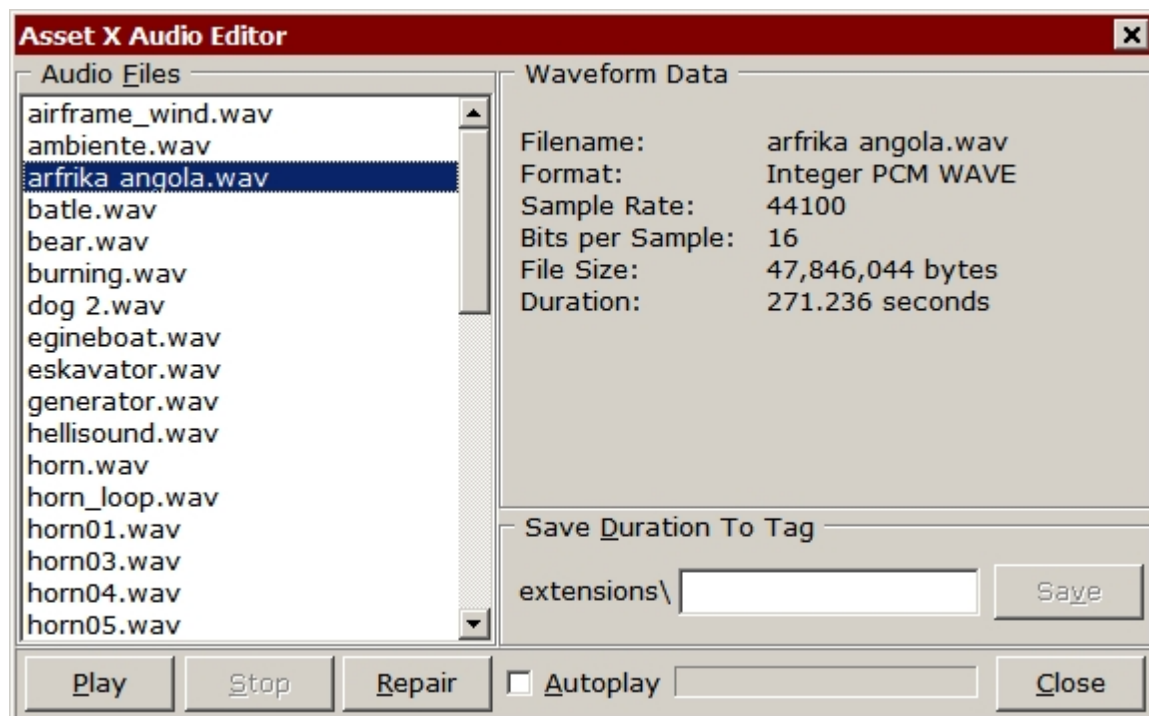 Asset X Audio Editor
Audio Files
airframe_wind.wav
ambiente.wav
arfrika angola.wav
batle.wav
bear.wav
burning.wav
dog 2.wav
egineboat.wav
eskavator.wav
generator.wav
hellisound.wav
horn.wav
horn_loop.wav
horn01.wav
horn03.wav
horn04.wav
horn05.wav
Waveform Data
Filename: arfrika angola.wav
Format: Integer PCM WAVE
Sample Rate: 44100
Bits per Sample: 16
File Size: 47,846,044 bytes
Duration: 271.236 seconds
Save Duration To Tag
extensions\ Save
Play Stop Repair Autoplay Close